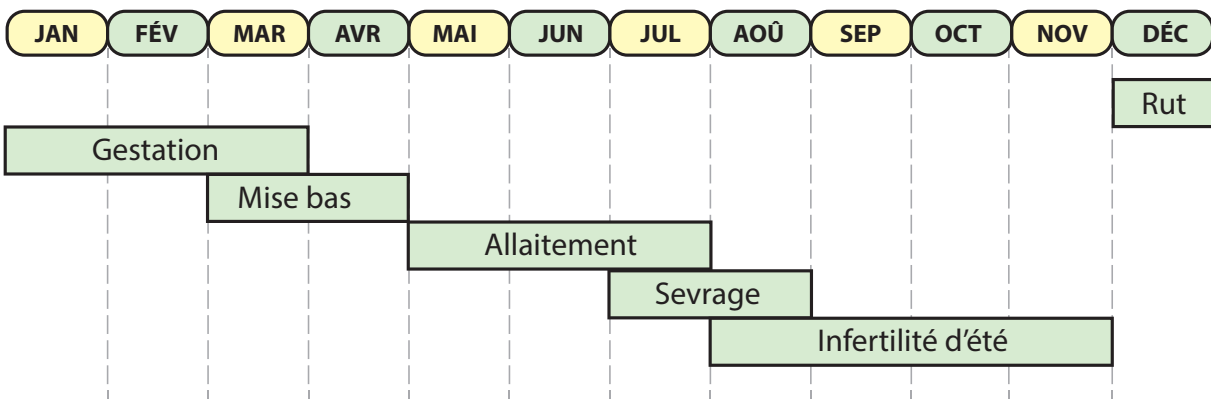 JAN FÉV MAR AVR MAI JUN JUL AOÛ SEP OCT NOV DÉC
Rut
Gestation
Mise bas
Allaitement
Sevrage
Infertilité d’été